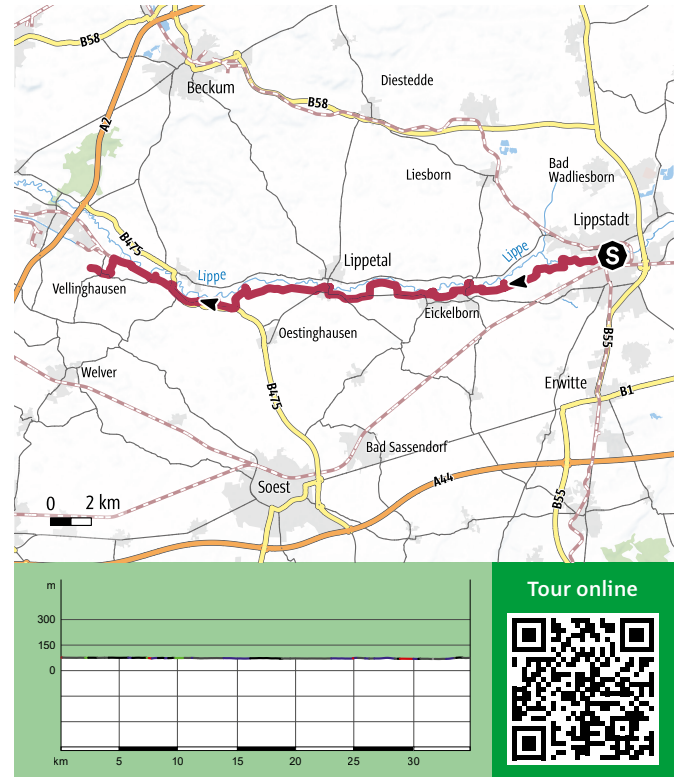 B58
Beckum
Diestedde
A2
B58
Liesborn
Bad
Wadliesborn
Lippstadt
S
B475
Lippe
Lippetal
Lippe
Vellinghausen
Eickelborn
Oestinghausen
B55
Welver
Erwitte
B475
B1
Bad Sassendorf
Soest
A44
B55
0 2 km
Tour online
m
300
150
0
km 5 10 15 20 25 30